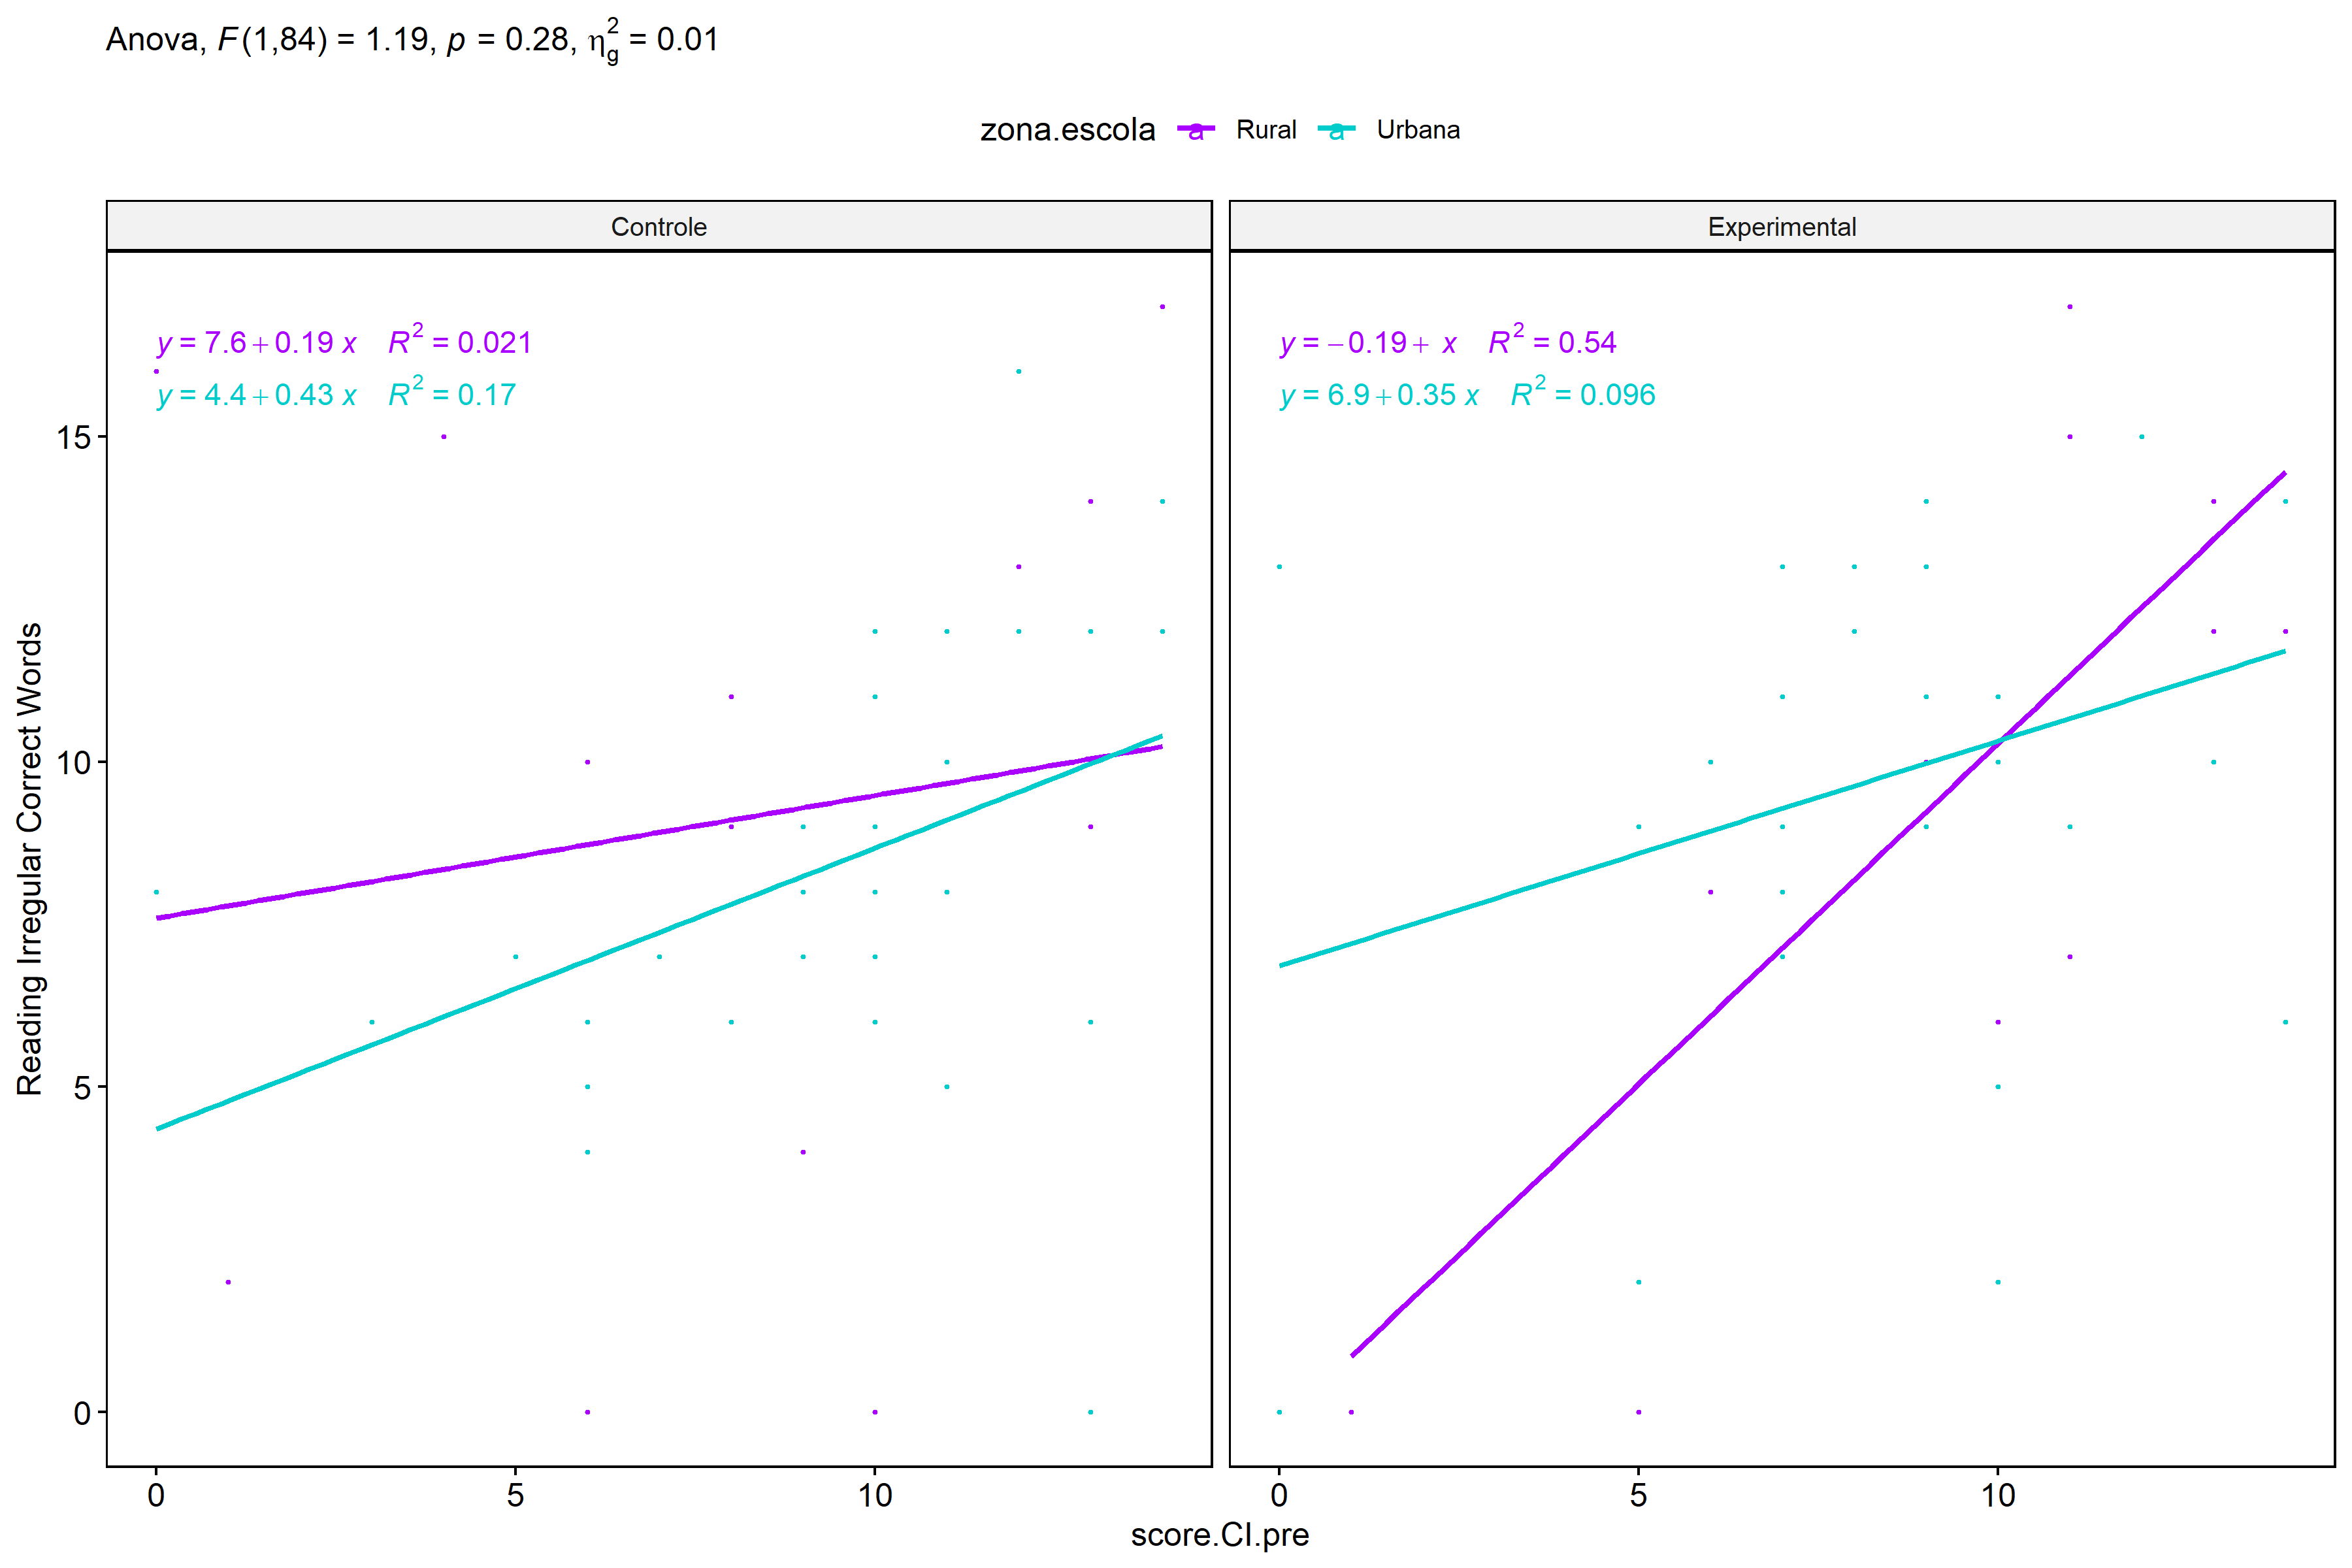 Anova, F(1,84) = 1.19, p = 0.28, η²g = 0.01
zona.escola a Rural a Urbana
Controle
Experimental
y = 7.6 + 0.19 x R² = 0.021
y = 4.4 + 0.43 x R² = 0.17
y = −0.19 + x R² = 0.54
y = 6.9 + 0.35 x R² = 0.096
Reading Irregular Correct Words
15
10
5
0
0 5 10
0 5 10
score.CI.pre